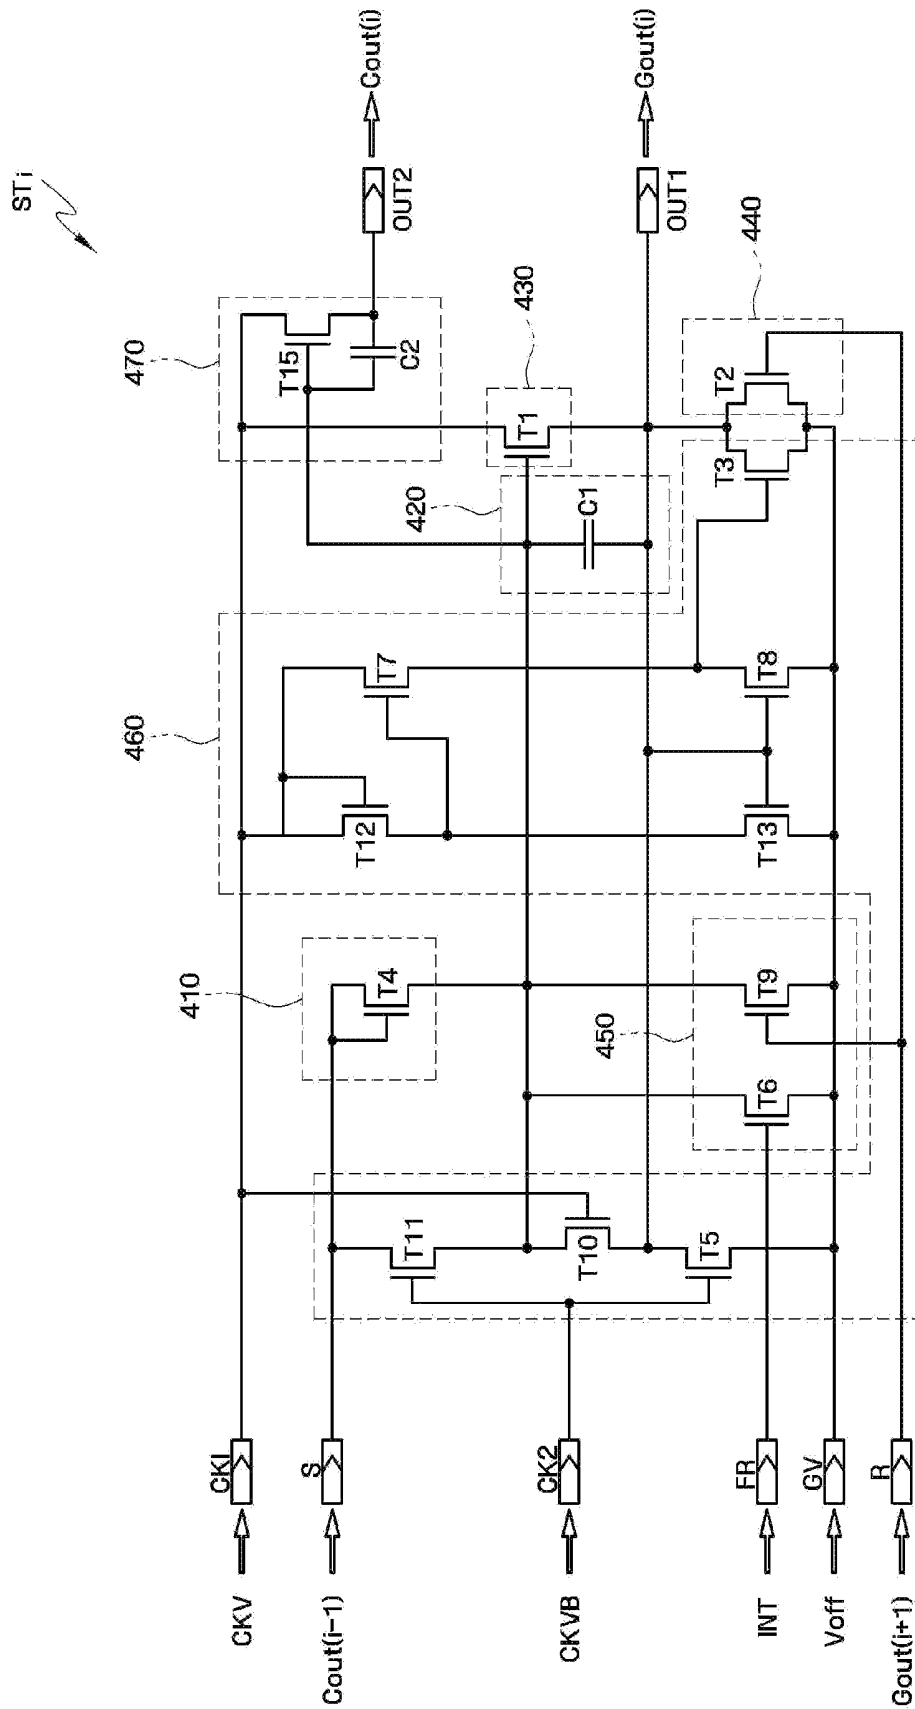 STi
470
T15
C2
OUT2
Cout(i)
430
T1
420
C1
OUT1
Gout(i)
440
T2
T3
460
T7
T12
T8
T13
410
T4
450
T9
T6
T11
T10
T5
CKV
CK1
Cout(i-1)
S
CKVB
CK2
INT
FR
Voff
GV
Gout(i+1)
R